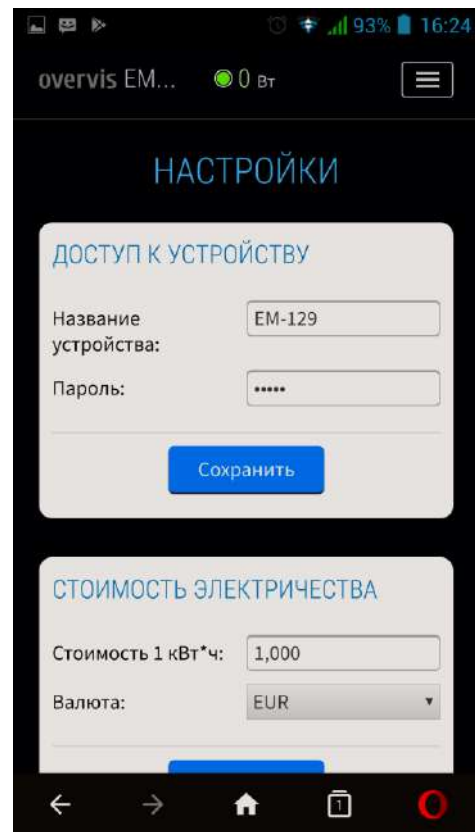 93% 16:24
overvis EM... 0 Вт
НАСТРОЙКИ
ДОСТУП К УСТРОЙСТВУ
Название устройства:
EM-129
Пароль:
•••••
Сохранить
СТОИМОСТЬ ЭЛЕКТРИЧЕСТВА
Стоимость 1 кВт*ч: 1,000
Валюта: EUR
1